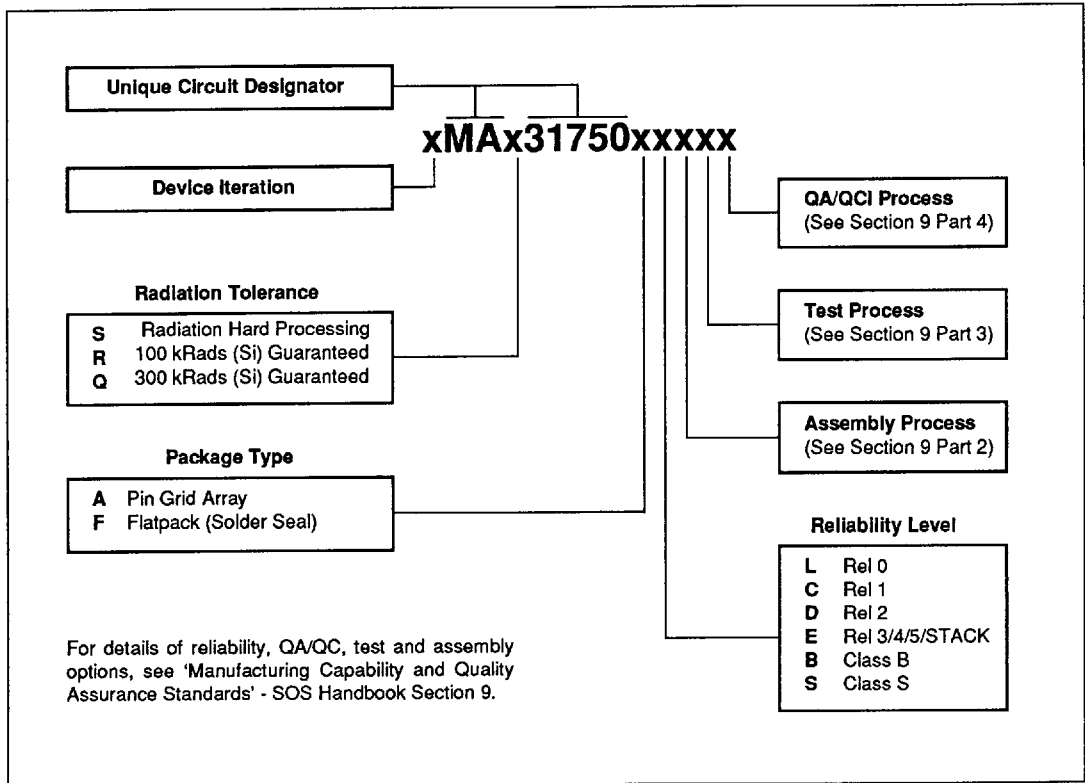 Unique Circuit Designator
xMAx31750xxxxx
Device Iteration
QA/QCI Process
(See Section 9 Part 4)
Radiation Tolerance
S Radiation Hard Processing
R 100 kRads (Si) Guaranteed
Q 300 kRads (Si) Guaranteed
Test Process
(See Section 9 Part 3)
Assembly Process
(See Section 9 Part 2)
Package Type
A Pin Grid Array
F Flatpack (Solder Seal)
Reliability Level
L Rel 0
C Rel 1
D Rel 2
E Rel 3/4/5/STACK
B Class B
S Class S
For details of reliability, QA/QC, test and assembly
options, see ‘Manufacturing Capability and Quality
Assurance Standards’ - SOS Handbook Section 9.